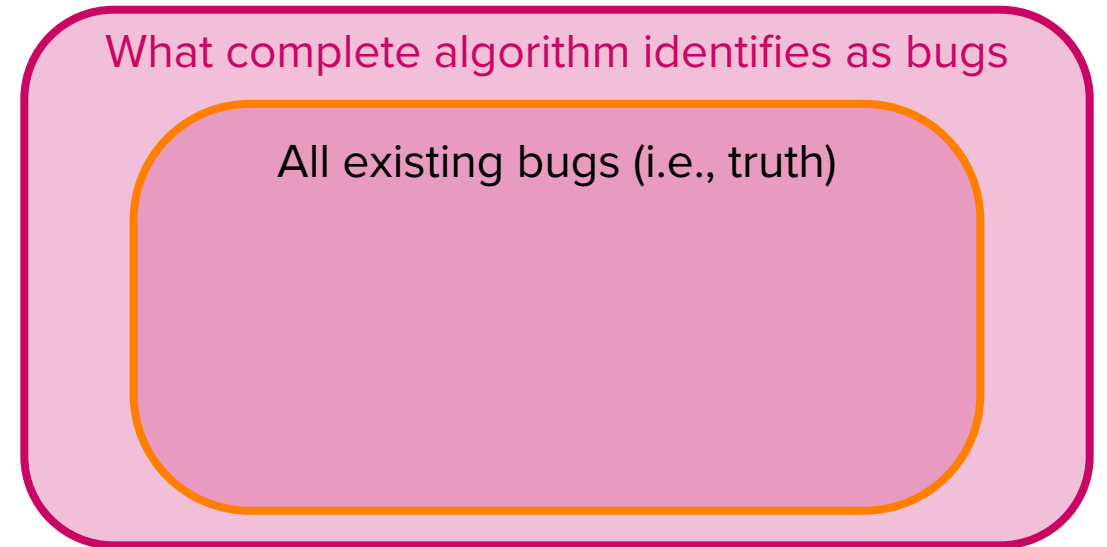 What complete algorithm identifies as bugs
All existing bugs (i.e., truth)